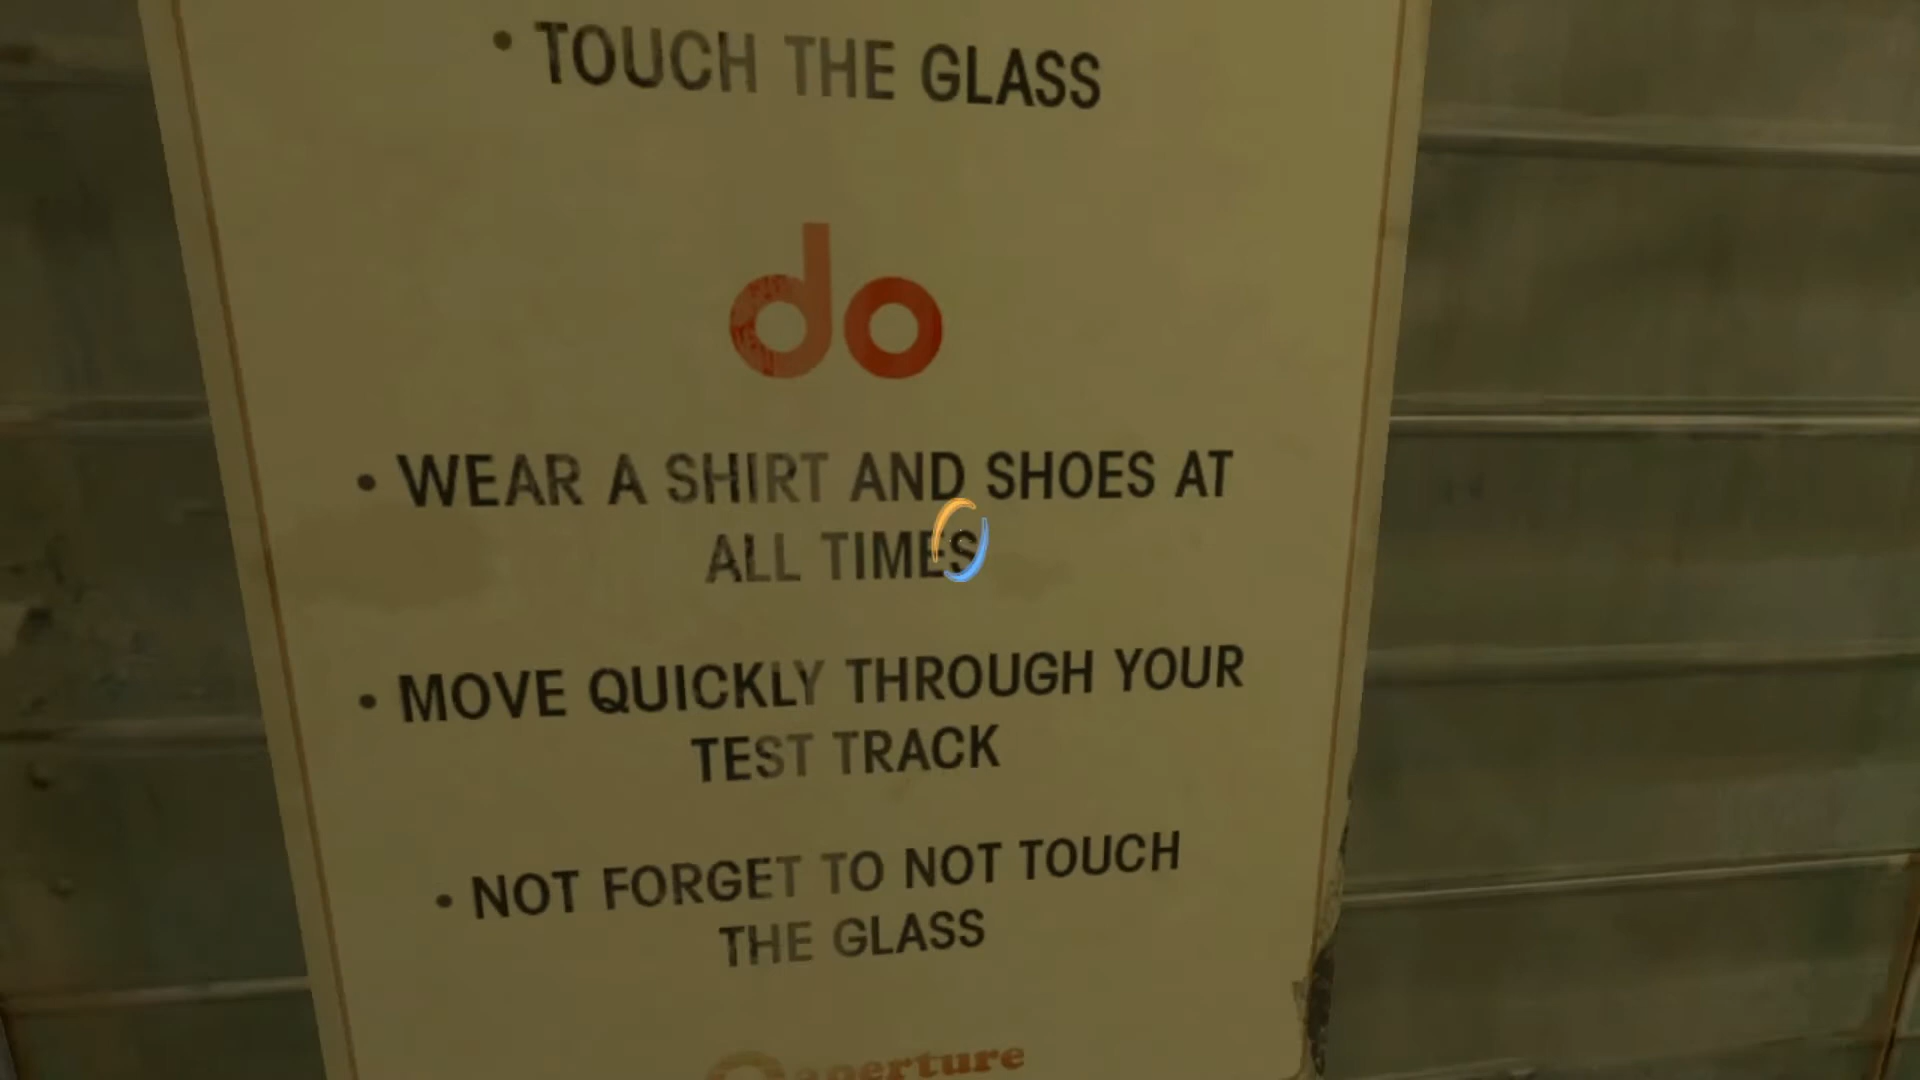 • TOUCH THE GLASS
do
• WEAR A SHIRT AND SHOES AT
ALL TIMES
• MOVE QUICKLY THROUGH YOUR
TEST TRACK
• NOT FORGET TO NOT TOUCH
THE GLASS
aperture